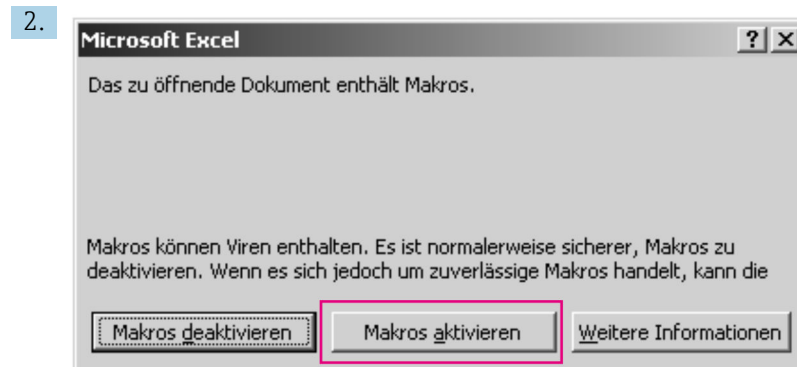 2.
Microsoft Excel
Das zu öffnende Dokument enthält Makros.
Makros können Viren enthalten. Es ist normalerweise sicherer, Makros zu
deaktivieren. Wenn es sich jedoch um zuverlässige Makros handelt, kann die
Makros deaktivieren Makros aktivieren Weitere Informationen